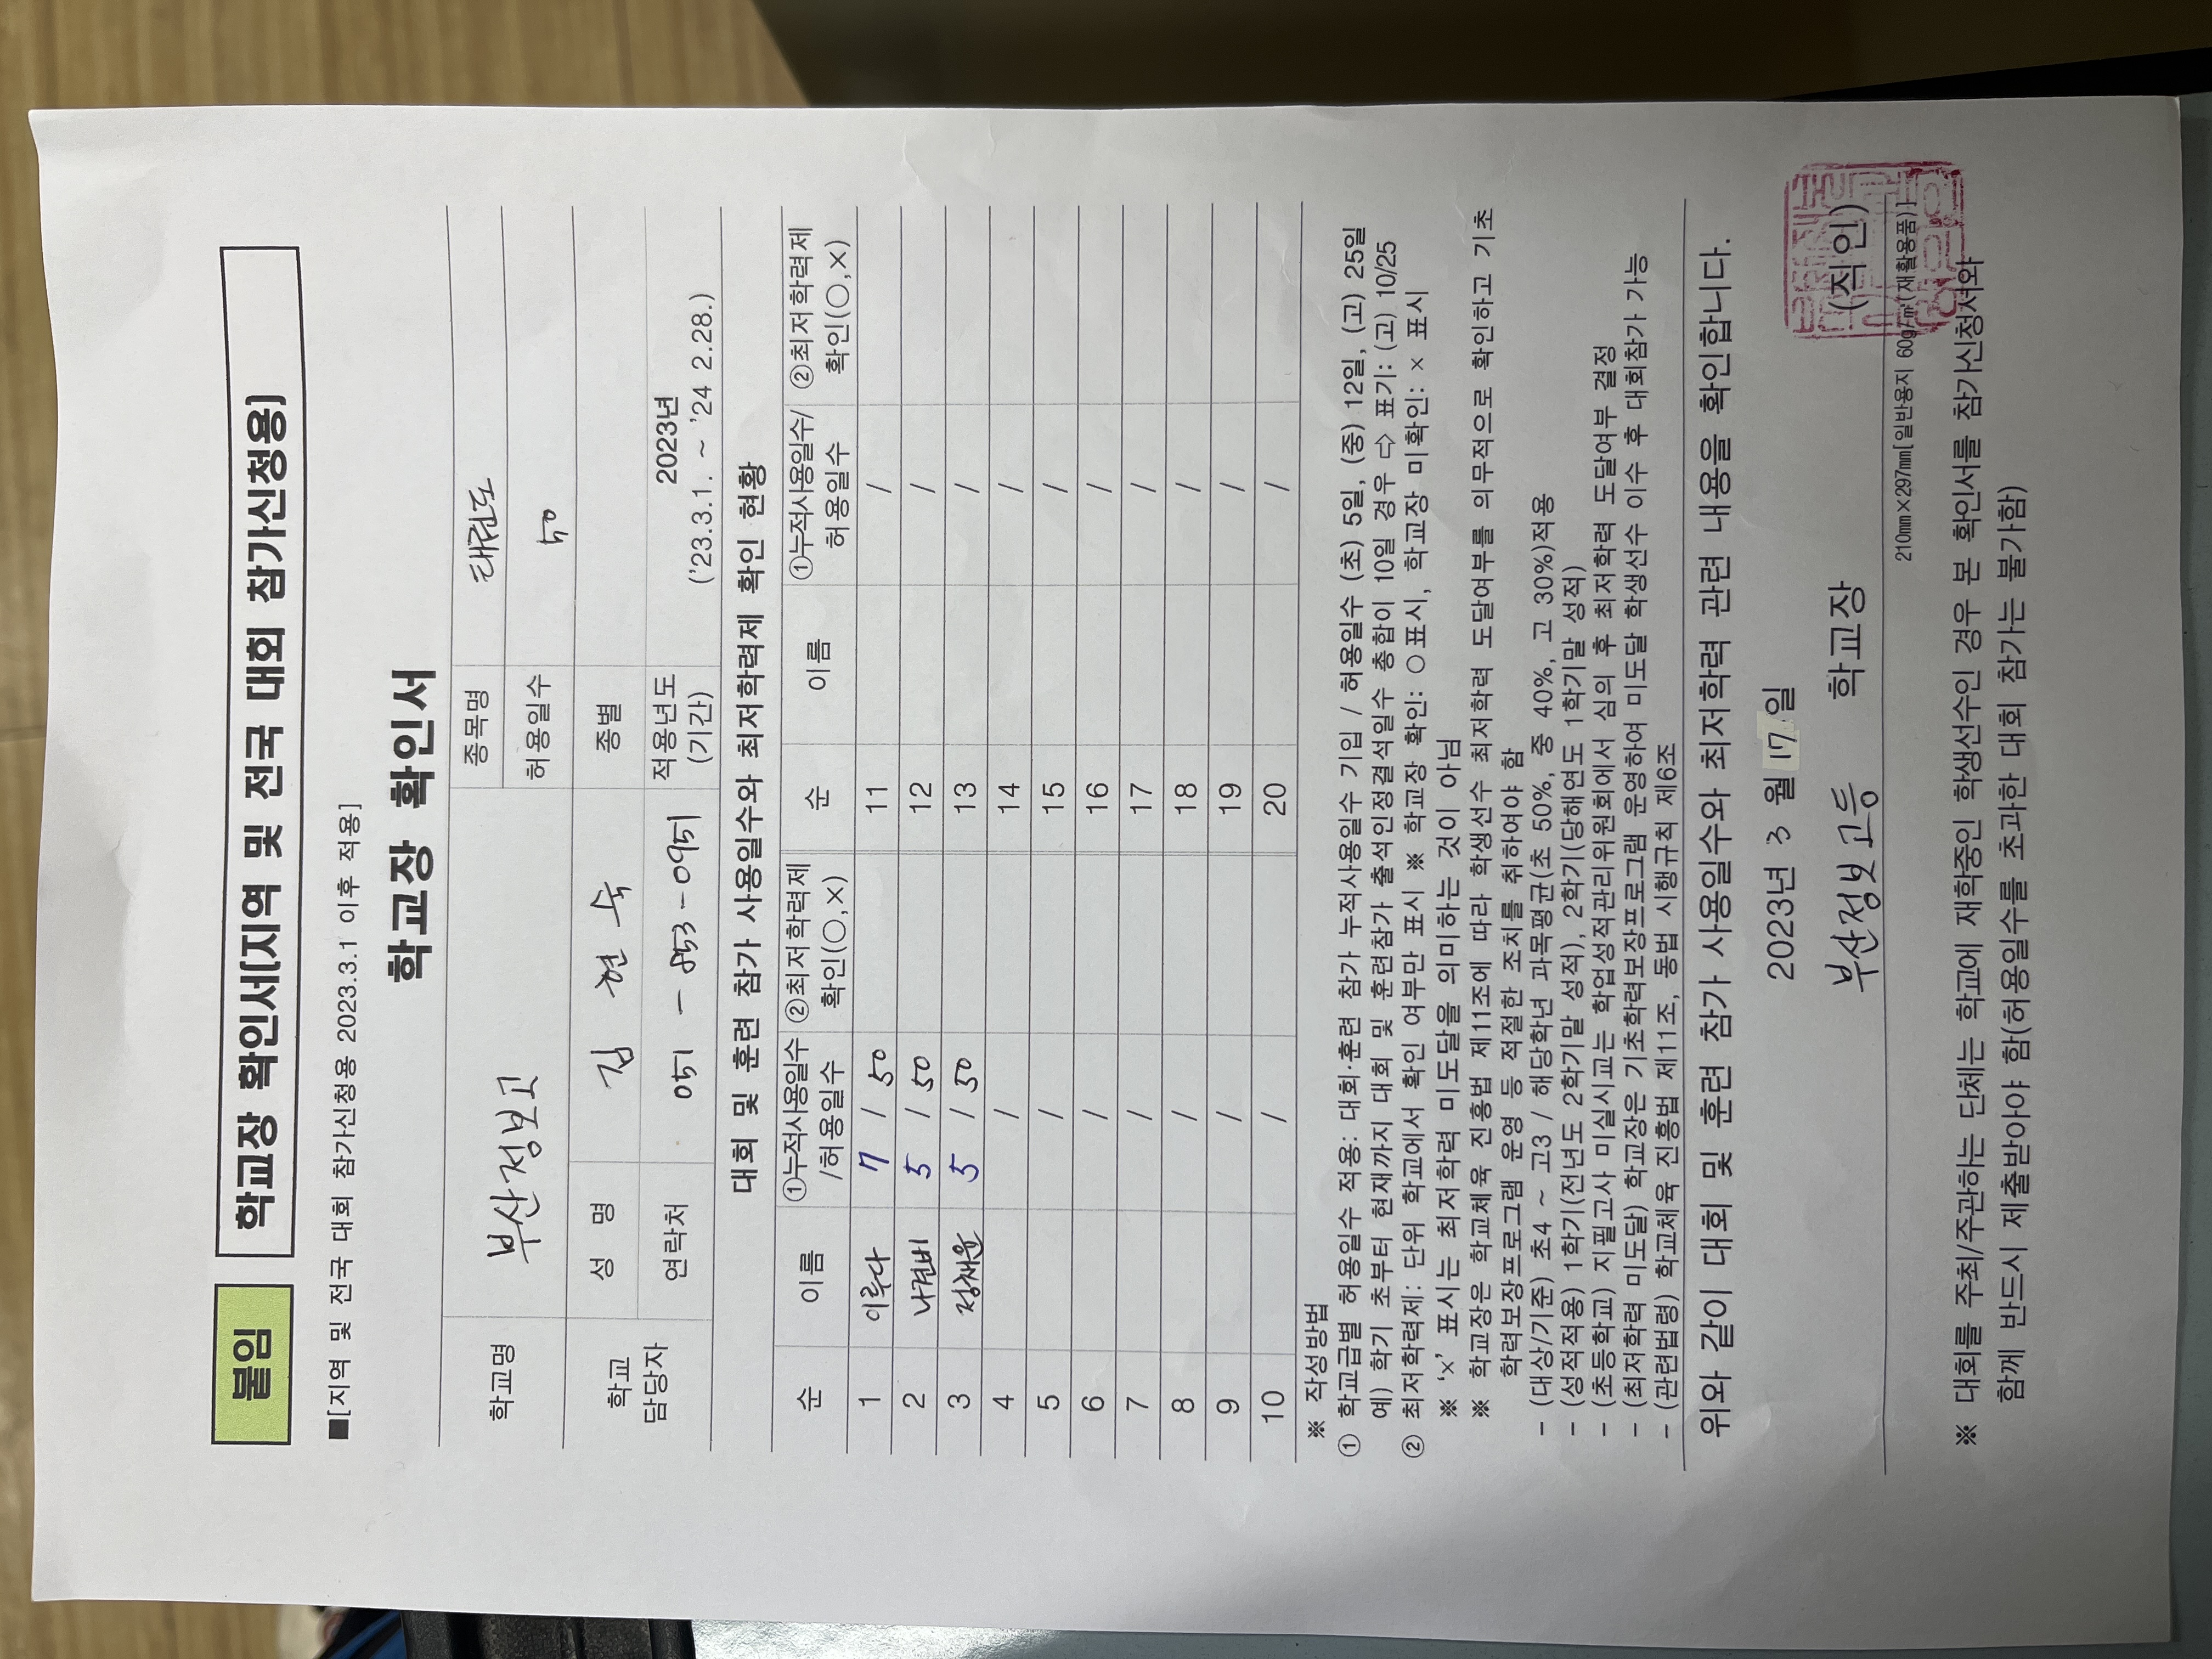 붙임
학교장 확인서[지역 및 전국 대회 참가신청용]
■[지역 및 전국 대회 참가신청용 2023.3.1 이후 적용]
학교장 확인서
학교명 부산정보고 종목명 태권도
허용일수 50
학교 담당자 성 명 김 현 숙 종별
연락처 051 - 853 - 0951 적용년도 (기간) 2023년 ('23.3.1. ~ '24 2.28.)
대회 및 훈련 참가 사용일수와 최저학력제 확인 현황
순 이름 ①누적사용일수/허용일수 ②최저학력제 확인(○,×) 순 이름 ①누적사용일수/허용일수 ②최저학력제 확인(○,×)
1 이루다 7 / 50 11 /
2 나견비 5 / 50 12 /
3 정채윤 5 / 50 13 /
4 / 14 /
5 / 15 /
6 / 16 /
7 / 17 /
8 / 18 /
9 / 19 /
10 / 20 /
※ 작성방법
① 학교급별 허용일수 적용: 대회·훈련 참가 누적사용일수 기입 / 허용일수 (초) 5일, (중) 12일, (고) 25일
예) 학기 초부터 현재까지 대회 및 훈련참가 출석인정결석일수 총합이 10일 경우 ⇨ 표기: (고) 10/25
② 최저학력제: 단위 학교에서 확인 여부만 표시 ※ 학교장 확인: ○표시, 학교장 미확인: × 표시
※ '×' 표시는 최저학력 미도달을 의미하는 것이 아님
※ 학교장은 학교체육 진흥법 제11조에 따라 학생선수 최저학력 도달여부를 의무적으로 확인하고 기초
학력보장프로그램 운영 등 적절한 조치를 취하여야 함
- (대상/기준) 초4 ~ 고3 / 해당학년 과목평균(초 50%, 중 40%, 고 30%)적용
- (성적적용) 1학기(전년도 2학기말 성적), 2학기(당해연도 1학기말 성적)
- (초등학교) 지필고사 미실시교는 학업성적관리위원회에서 심의 후 최저학력 도달여부 결정
- (최저학력 미도달) 학교장은 기초학력보장프로그램 운영하여 미도달 학생선수 이수 후 대회참가 가능
- (관련법령) 학교체육 진흥법 제11조, 동법 시행규칙 제6조
위와 같이 대회 및 훈련 참가 사용일수와 최저학력 관련 내용을 확인합니다.
2023년 3 월 17 일
부산정보고등 학교장 (직인)
210mm×297mm[일반용지 60g/㎡(재활용품)]
※ 대회를 주최/주관하는 단체는 학교에 재학중인 학생선수인 경우 본 확인서를 참가신청서와
함께 반드시 제출받아야 함(허용일수를 초과한 대회 참가는 불가함)